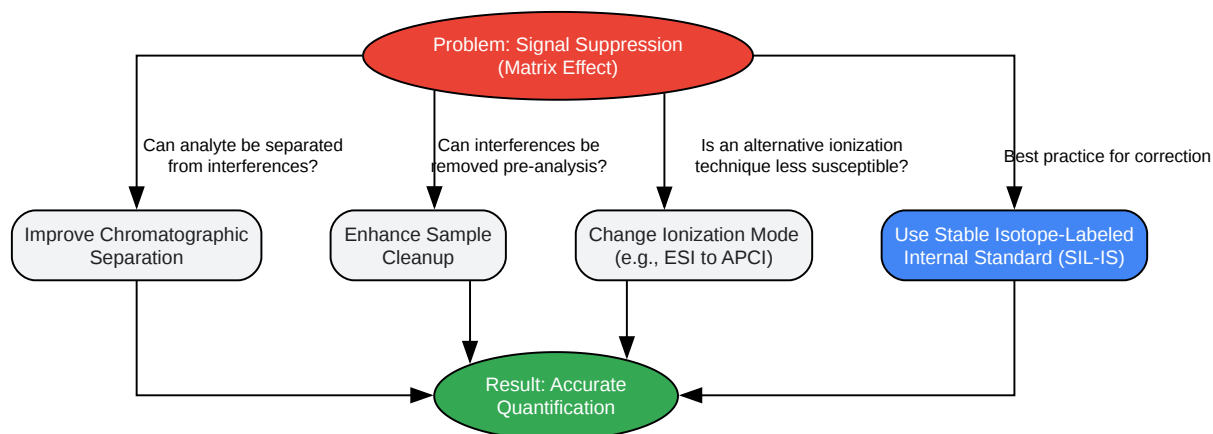 Problem: Signal Suppression
(Matrix Effect)
Can analyte be separated
from interferences?
Can interferences be
removed pre-analysis?
Is an alternative ionization
technique less susceptible?
Best practice for correction
Improve Chromatographic
Separation
Enhance Sample
Cleanup
Change Ionization Mode
(e.g., ESI to APCI)
Use Stable Isotope-Labeled
Internal Standard (SIL-IS)
Result: Accurate
Quantification